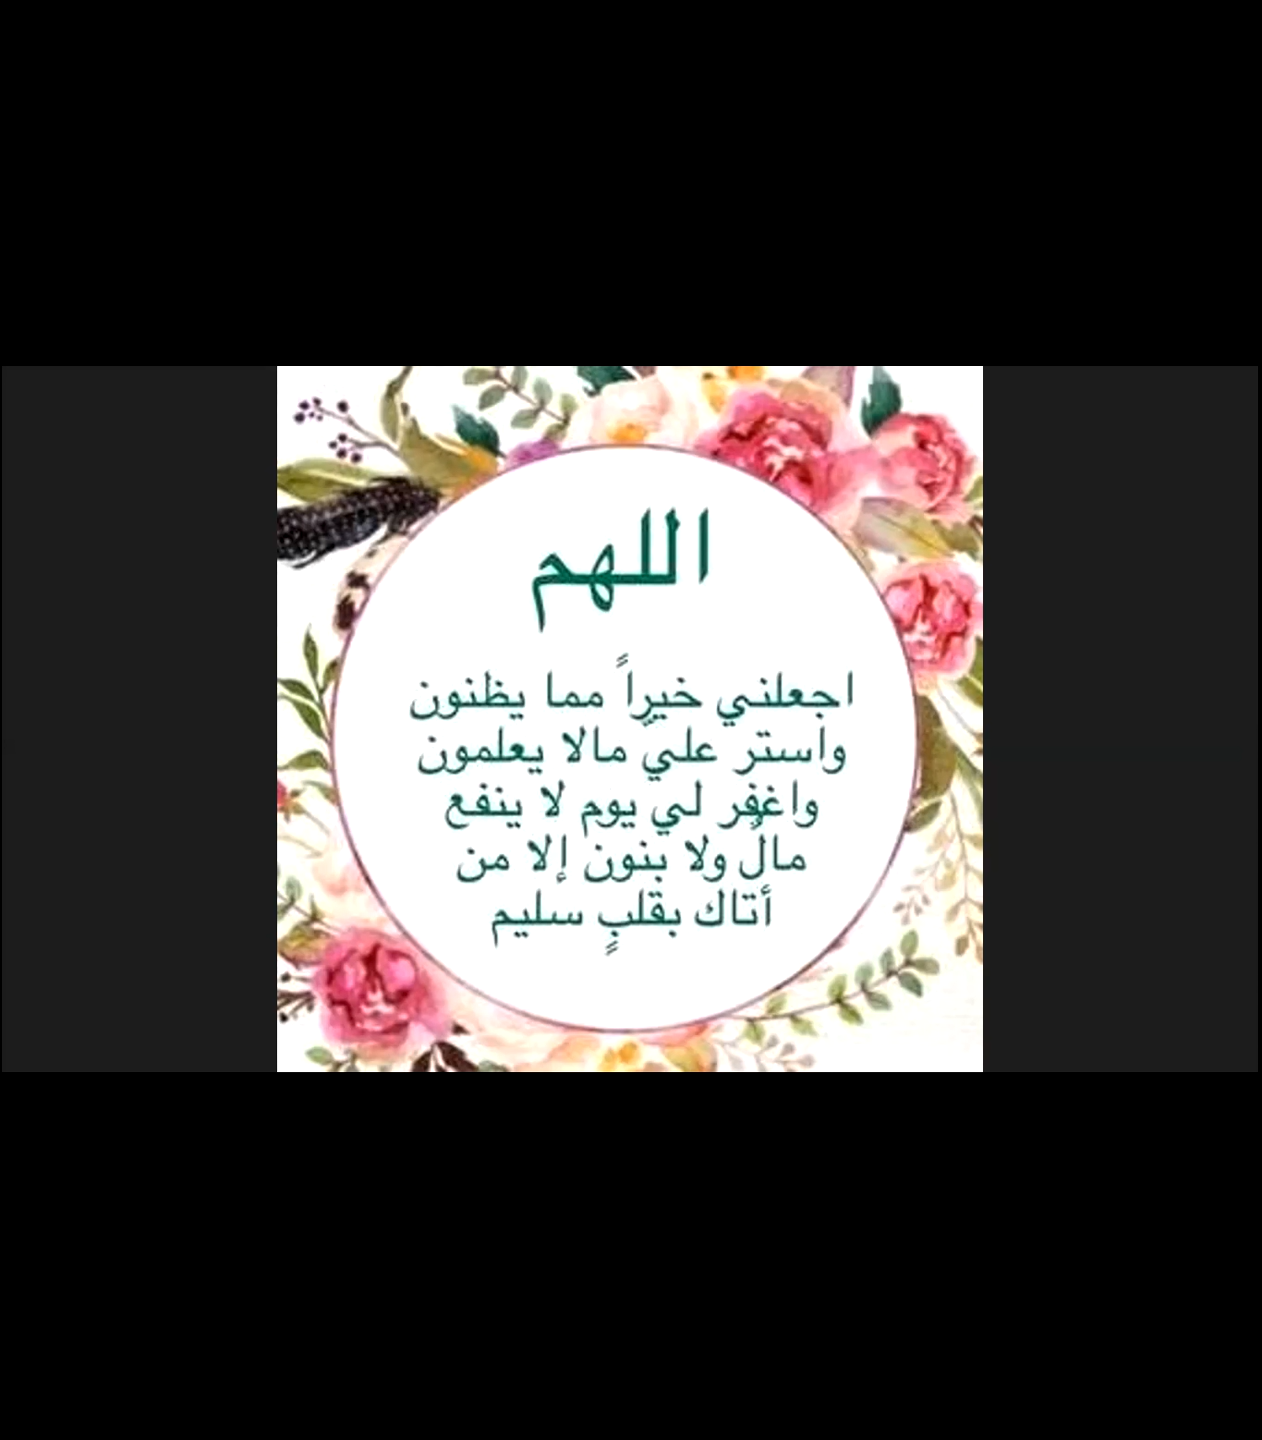 اللهم
اجعلني خيراً مما يظنون
واستر عليّ مالا يعلمون
واغفر لي يوم لا ينفع
مالٌ ولا بنون إلا من
أتاك بقلبٍ سليم